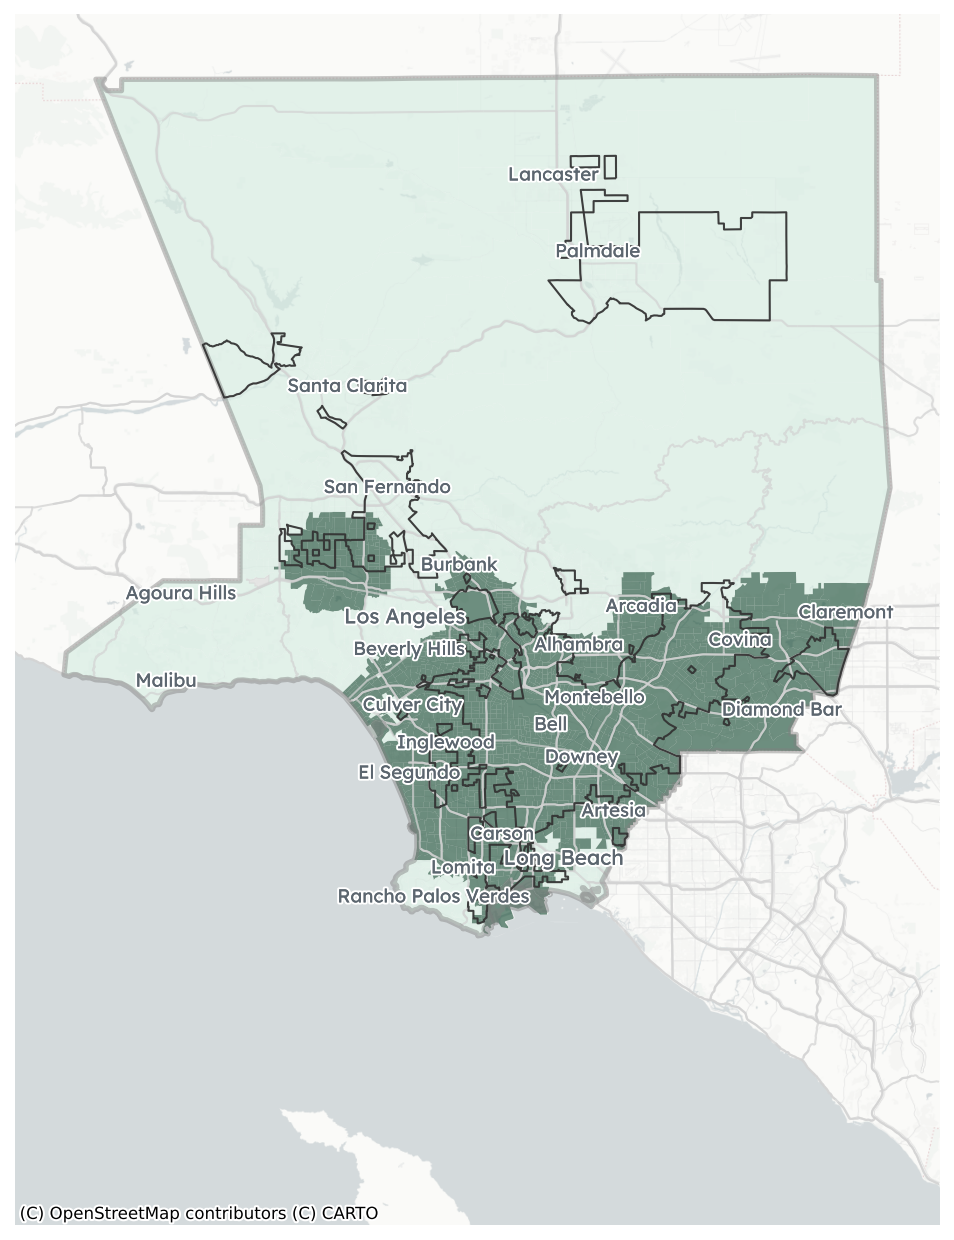 Lancaster
Palmdale
Santa Clarita
San Fernando
Burbank
Agoura Hills
Los Angeles
Arcadia
Claremont
Beverly Hills
Alhambra
Covina
Malibu
Culver City
Montebello
Diamond Bar
Bell
Inglewood
Downey
El Segundo
Artesia
Carson
Long Beach
Lomita
Rancho Palos Verdes
(C) OpenStreetMap contributors (C) CARTO